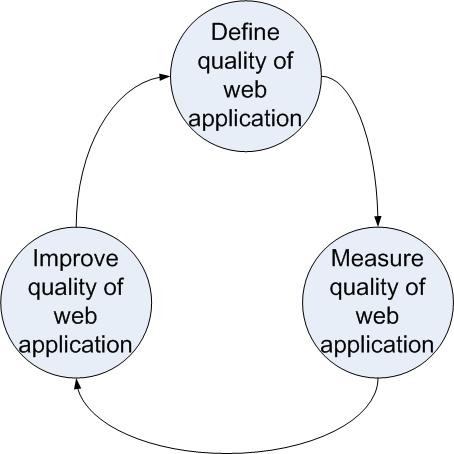 Define
quality of
web
application
Improve
quality of
web
application
Measure
quality of
web
application